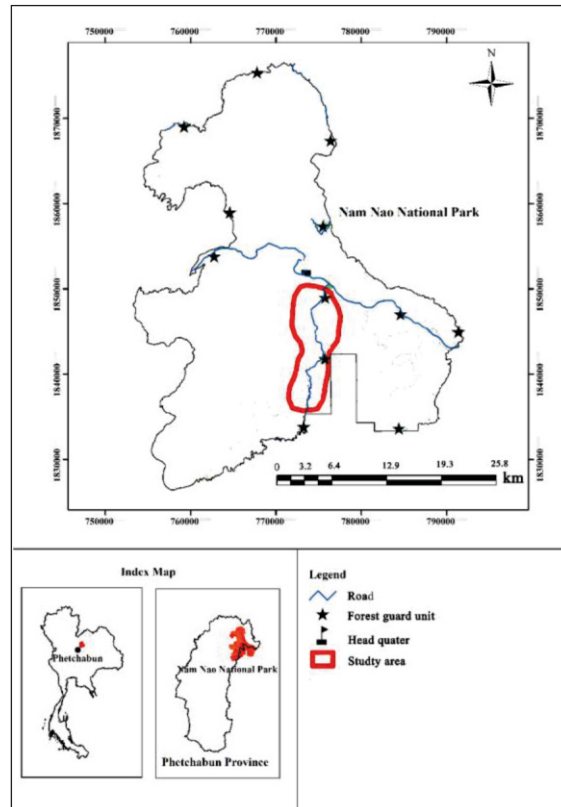 750000 760000 770000 780000 790000
N
1870000 1870000
Nam Nao National Park
1860000 1860000
1850000 1850000
1840000 1840000
1830000 1830000
0 3.2 6.4 12.9 19.3 25.8
km
750000 760000 770000 780000 790000
Index Map
Phetchabun
Nam Nao National Park
Phetchabun Province
Legend
Road
Forest guard unit
Head quater
Studty area